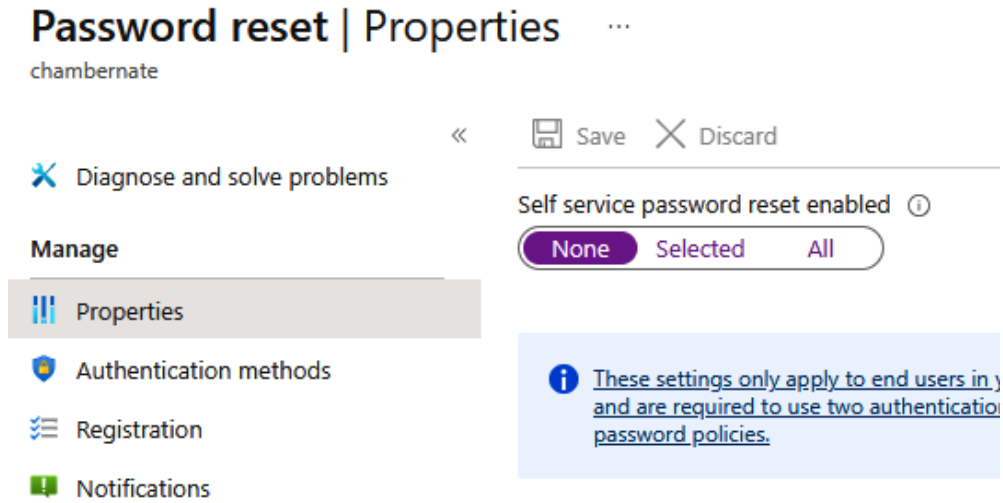 Password reset | Properties ...
chambernate
«
Save Discard
Diagnose and solve problems
Self service password reset enabled
Manage
None Selected All
Properties
Authentication methods
These settings only apply to end users in
and are required to use two
password policies.
Registration
Notifications